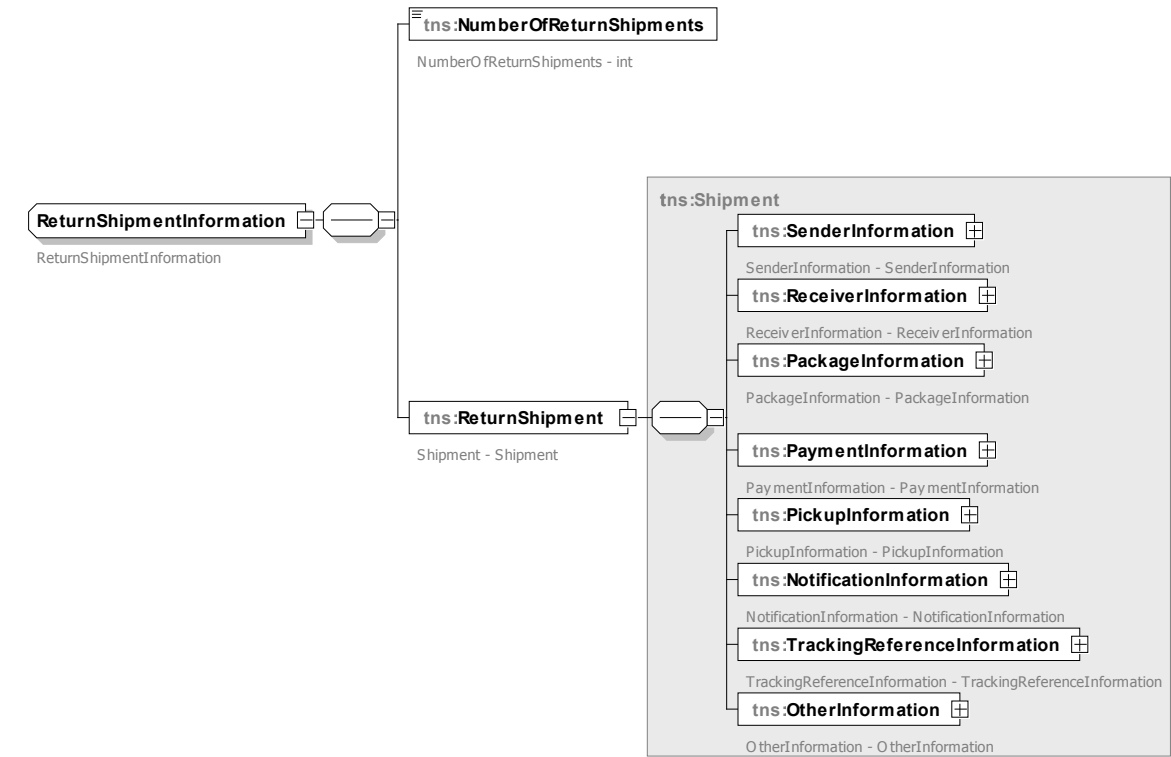 tns:NumberOfReturnShipments
NumberOfReturnShipments - int
ReturnShipmentInformation
ReturnShipmentInformation
tns:ReturnShipment
Shipment - Shipment
tns:Shipment
tns:SenderInformation
SenderInformation - SenderInformation
tns:ReceiverInformation
ReceiverInformation - ReceiverInformation
tns:PackageInformation
PackageInformation - PackageInformation
tns:PaymentInformation
PaymentInformation - PaymentInformation
tns:PickupInformation
PickupInformation - PickupInformation
tns:NotificationInformation
NotificationInformation - NotificationInformation
tns:TrackingReferenceInformation
TrackingReferenceInformation - TrackingReferenceInformation
tns:OtherInformation
OtherInformation - OtherInformation